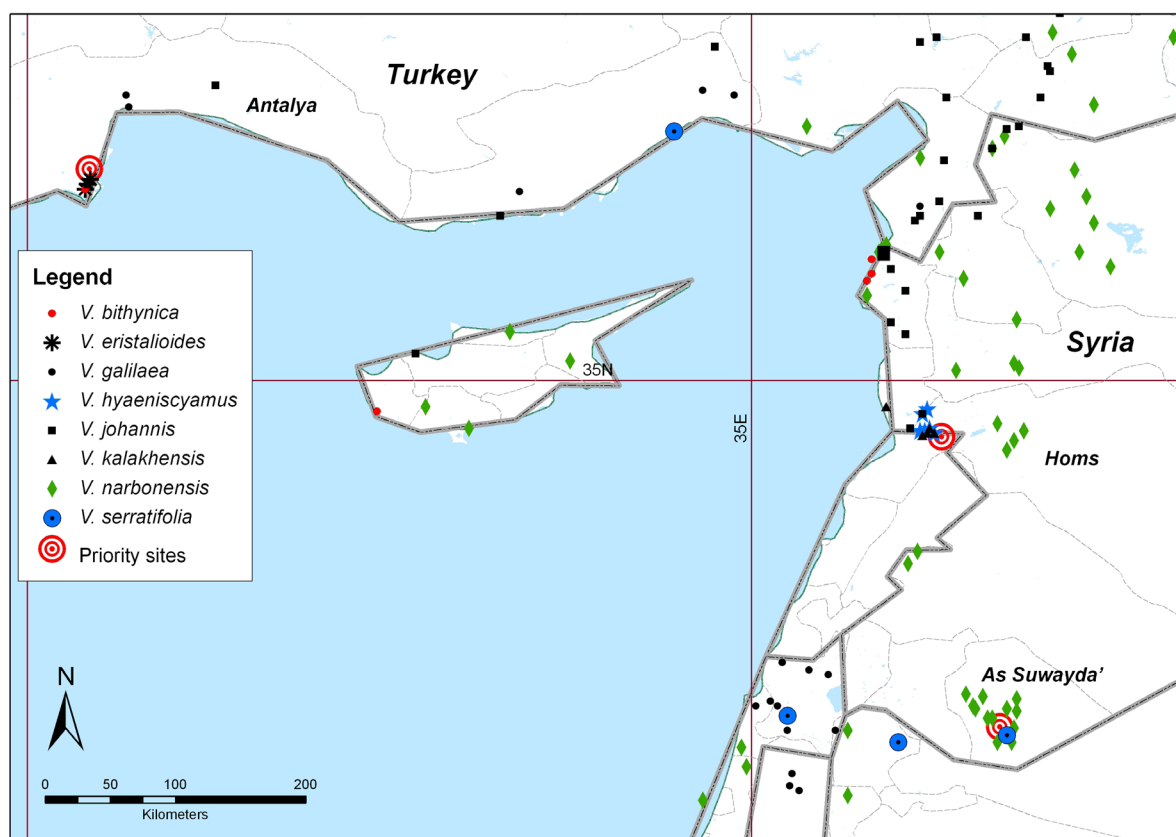 Turkey
Antalya
Legend
V. bithynica
V. eristalioides
V. galilaea
V. hyaeniscyamus
V. johannis
V. kalakhensis
V. narbonensis
V. serratifolia
Priority sites
Syria
35N
35E
Homs
As Suwayda’
N
0 50 100 200
Kilometers